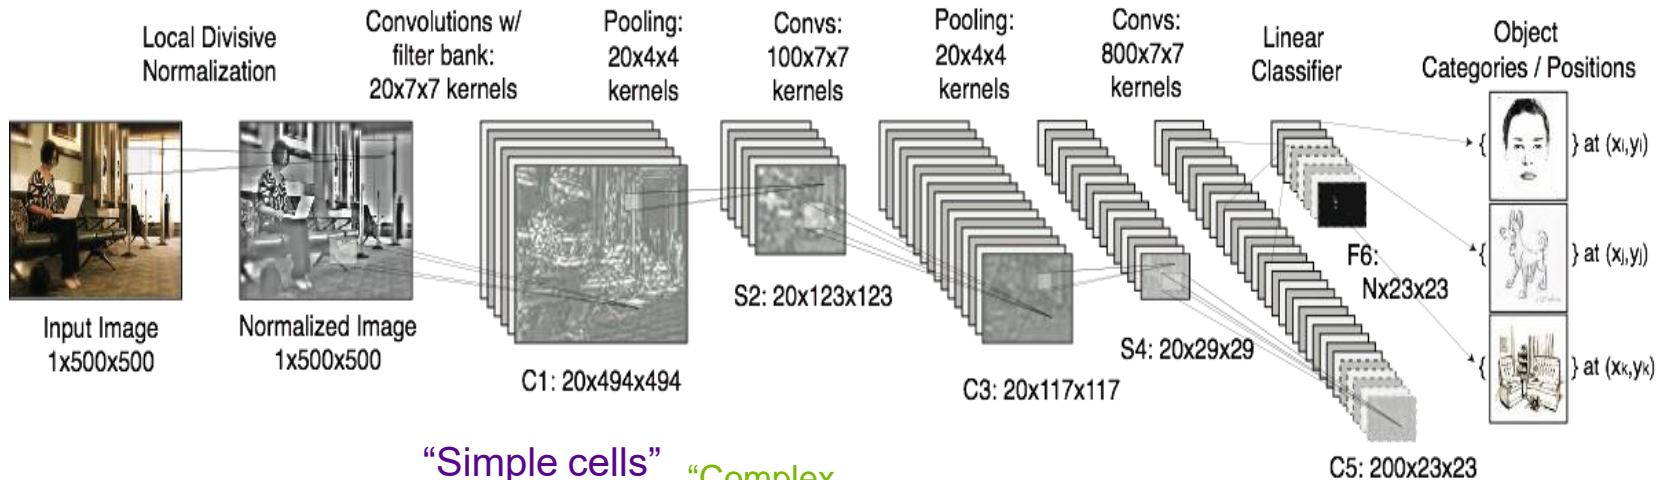 Local Divisive
Normalization
Convolutions w/
filter bank:
20x7x7 kernels
Pooling:
20x4x4
kernels
Convs:
100x7x7
kernels
Pooling:
20x4x4
kernels
Convs:
800x7x7
kernels
Linear
Classifier
Object
Categories / Positions
{ } at (xi,yi)
{ } at (xj,yj)
{ } at (xk,yk)
Input Image
1x500x500
Normalized Image
1x500x500
C1: 20x494x494
S2: 20x123x123
C3: 20x117x117
S4: 20x29x29
C5: 200x23x23
F6:
Nx23x23
“Simple cells”
“Complex